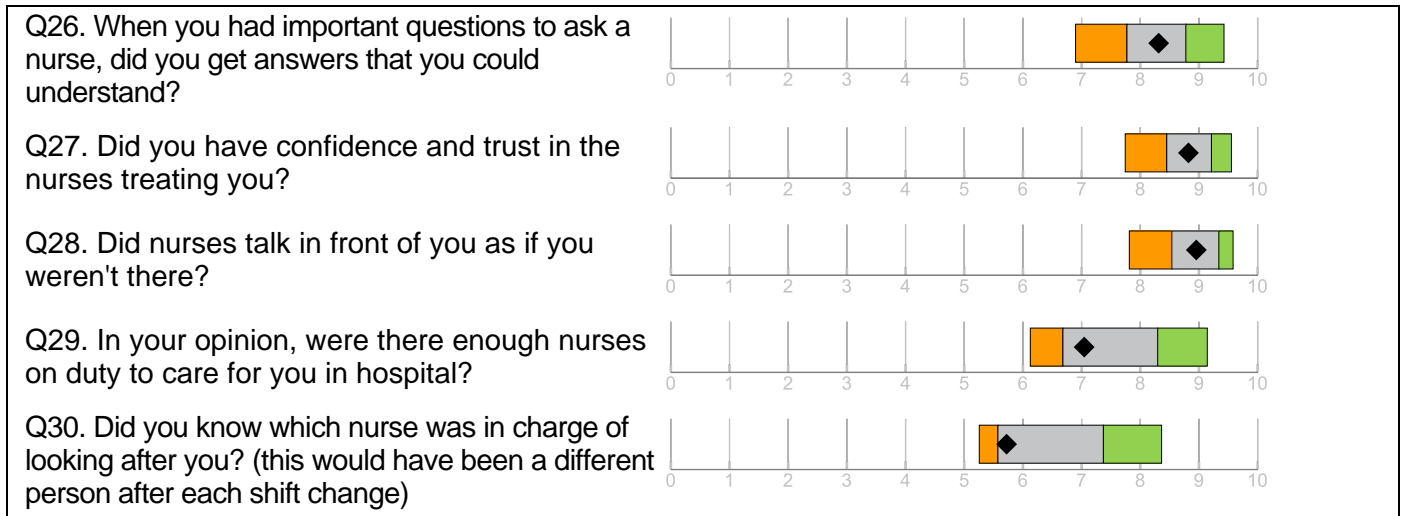 Q26. When you had important questions to ask a
nurse, did you get answers that you could
understand?
0 1 2 3 4 5 6 7 8 9 10
Q27. Did you have confidence and trust in the
nurses treating you?
0 1 2 3 4 5 6 7 8 9 10
Q28. Did nurses talk in front of you as if you
weren't there?
0 1 2 3 4 5 6 7 8 9 10
Q29. In your opinion, were there enough nurses
on duty to care for you in hospital?
0 1 2 3 4 5 6 7 8 9 10
Q30. Did you know which nurse was in charge of
looking after you? (this would have been a different
person after each shift change)
0 1 2 3 4 5 6 7 8 9 10